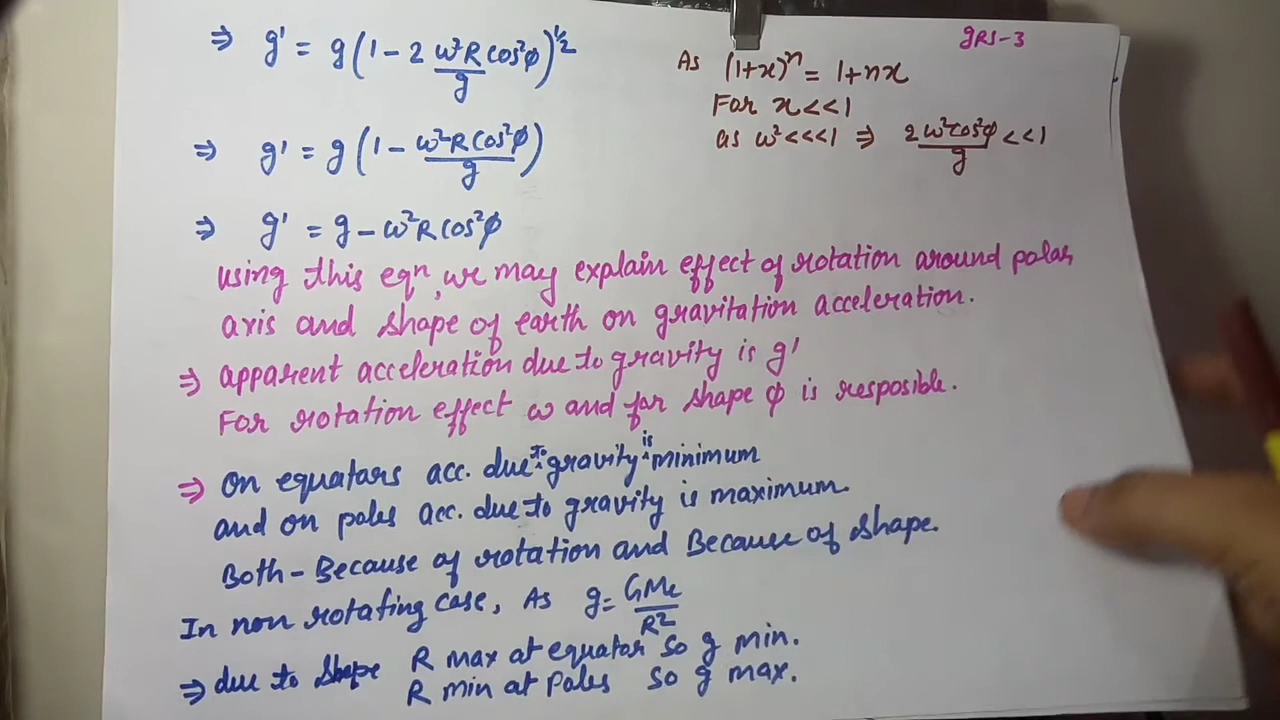 gRS-3
⇒ g' = g(1 - 2 ω²R cos²φ / g)^1/2
As (1+x)ⁿ = 1+nx
For x<<1
as ω²<<<1 ⇒ 2ω²cos²φ / g <<1
⇒ g' = g(1 - ω²R cos²φ / g)
⇒ g' = g - ω²R cos²φ
using this eqn, we may explain effect of rotation around polar
axis and shape of earth on gravitation acceleration.
⇒ apparent acceleration due to gravity is g'
For rotation effect ω and for shape φ is resposible.
⇒ On equators acc. due to gravity is minimum
and on poles acc. due to gravity is maximum.
Both - Because of rotation and Because of shape.
In non rotating case, As g = GMe / R²
⇒ due to shape R max at equator so g min.
R min at Poles so g max.